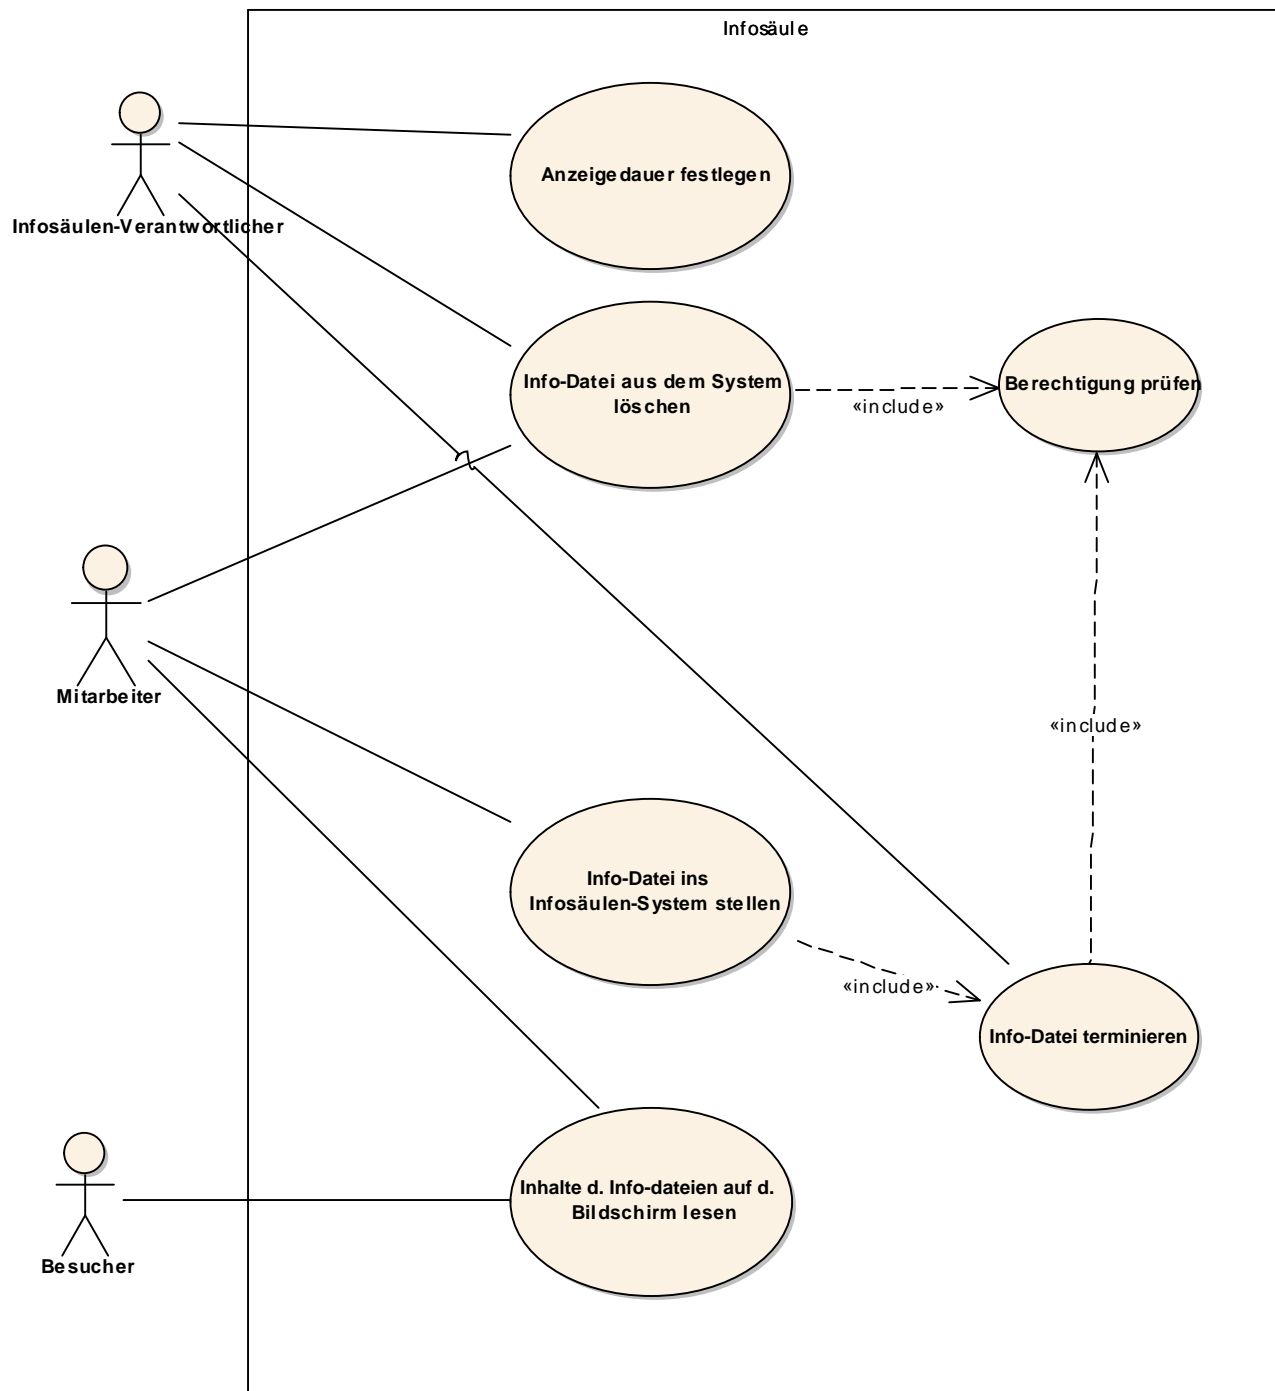 Infosäule
Anzeigedauer festlegen
Infosäulen-Verantwortlicher
Info-Datei aus dem System
löschen
Berechtigung prüfen
«include»
Mitarbeiter
«include»
Info-Datei ins
Infosäulen-System stellen
«include»
Info-Datei terminieren
Inhalte d. Info-dateien auf d.
Bildschirm lesen
Besucher